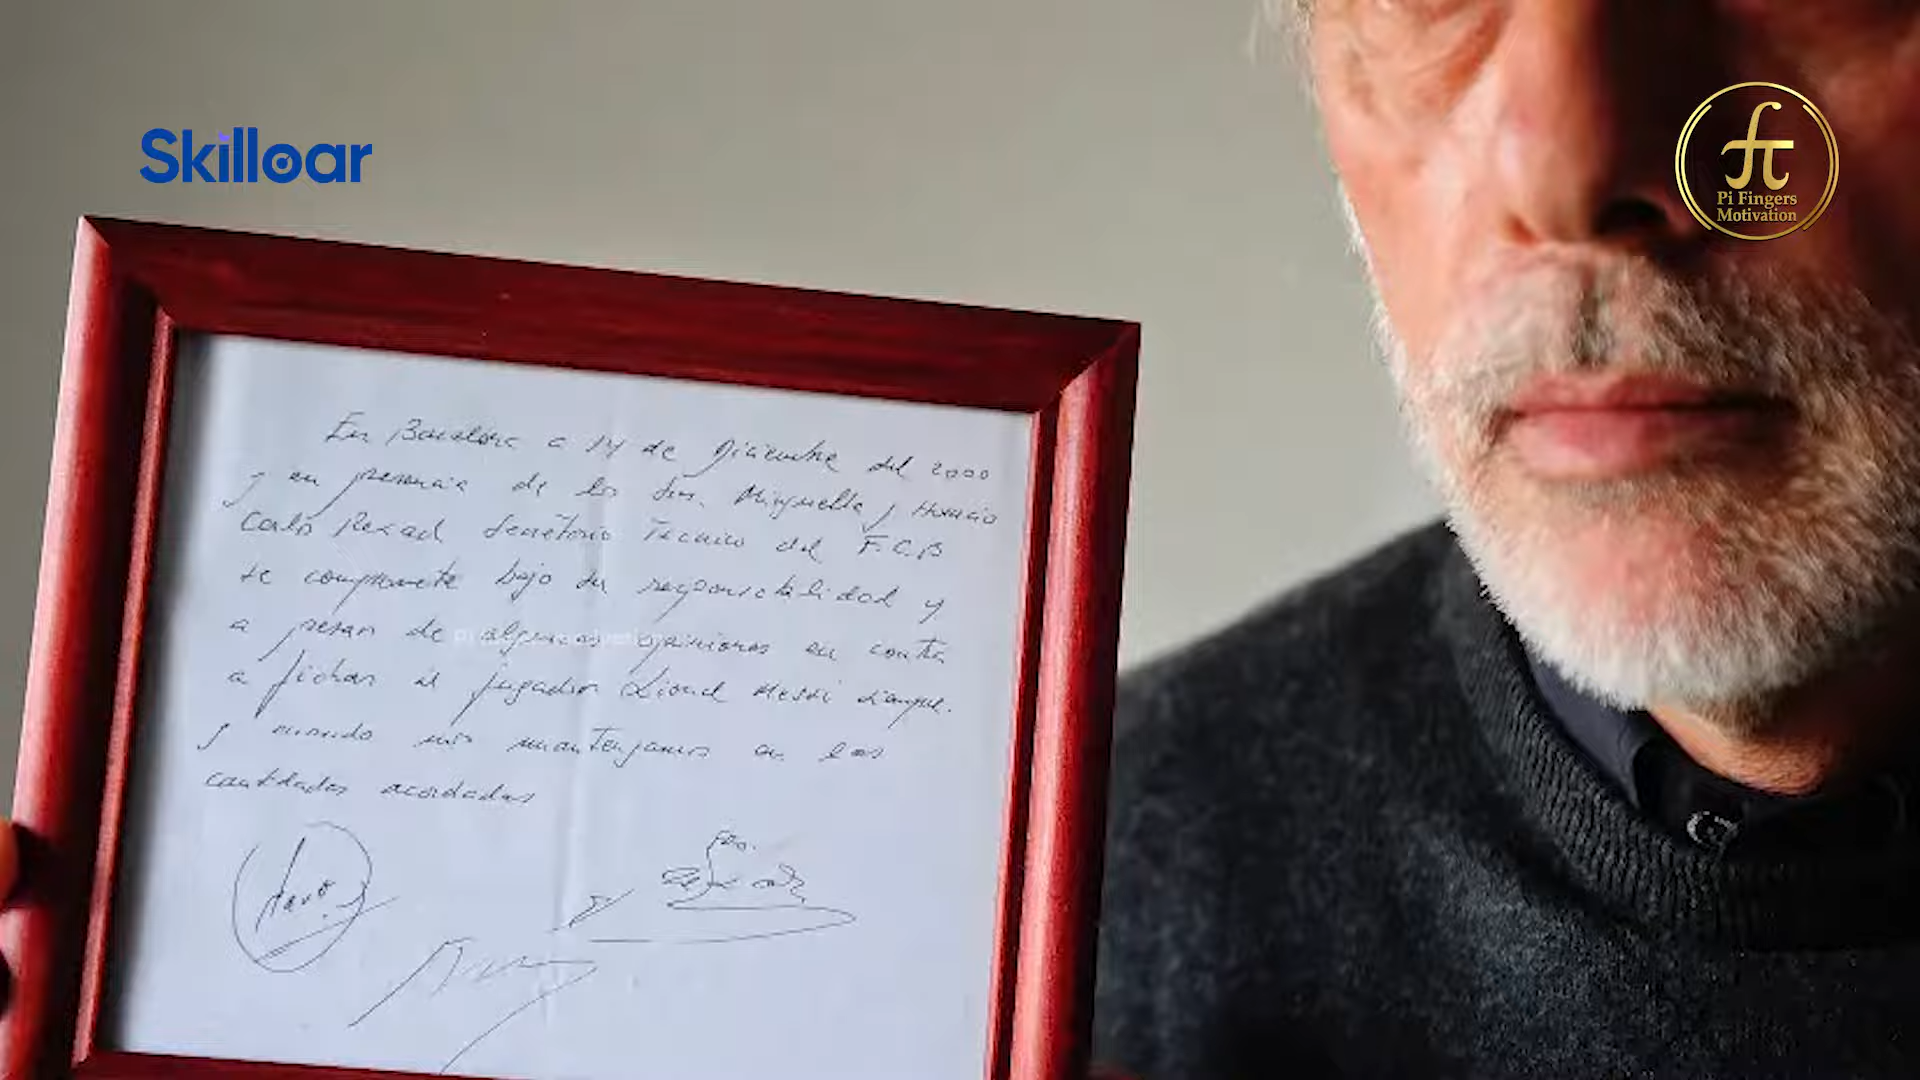 Skilloar
Pi Fingers
Motivation
En Barcelona a 14 de Diciembre del 2000
y en presencia de los Sres. Minguella y Horacio
Carlos Rexad Secretario Técnico del F.C.B
se compromete bajo su responsabilidad y
a pesar de algunas opiniones en contra
a fichar al jugador Lionel Messi siempre
y cuando nos mantengamos en las
cantidades acordadas